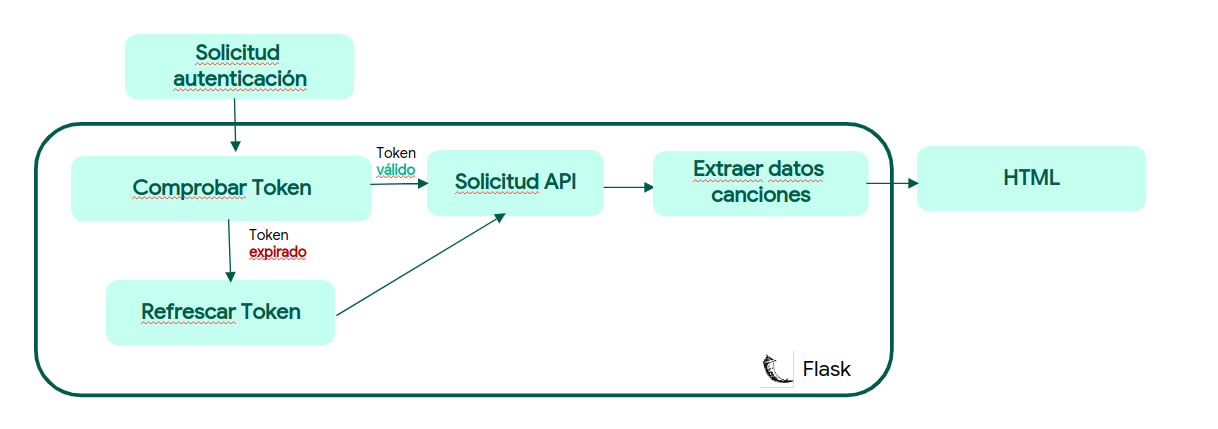 Solicitud
autenticación
Comprobar Token
Token
válido
Solicitud API
Extraer datos
canciones
HTML
Token
expirado
Refrescar Token
Flask